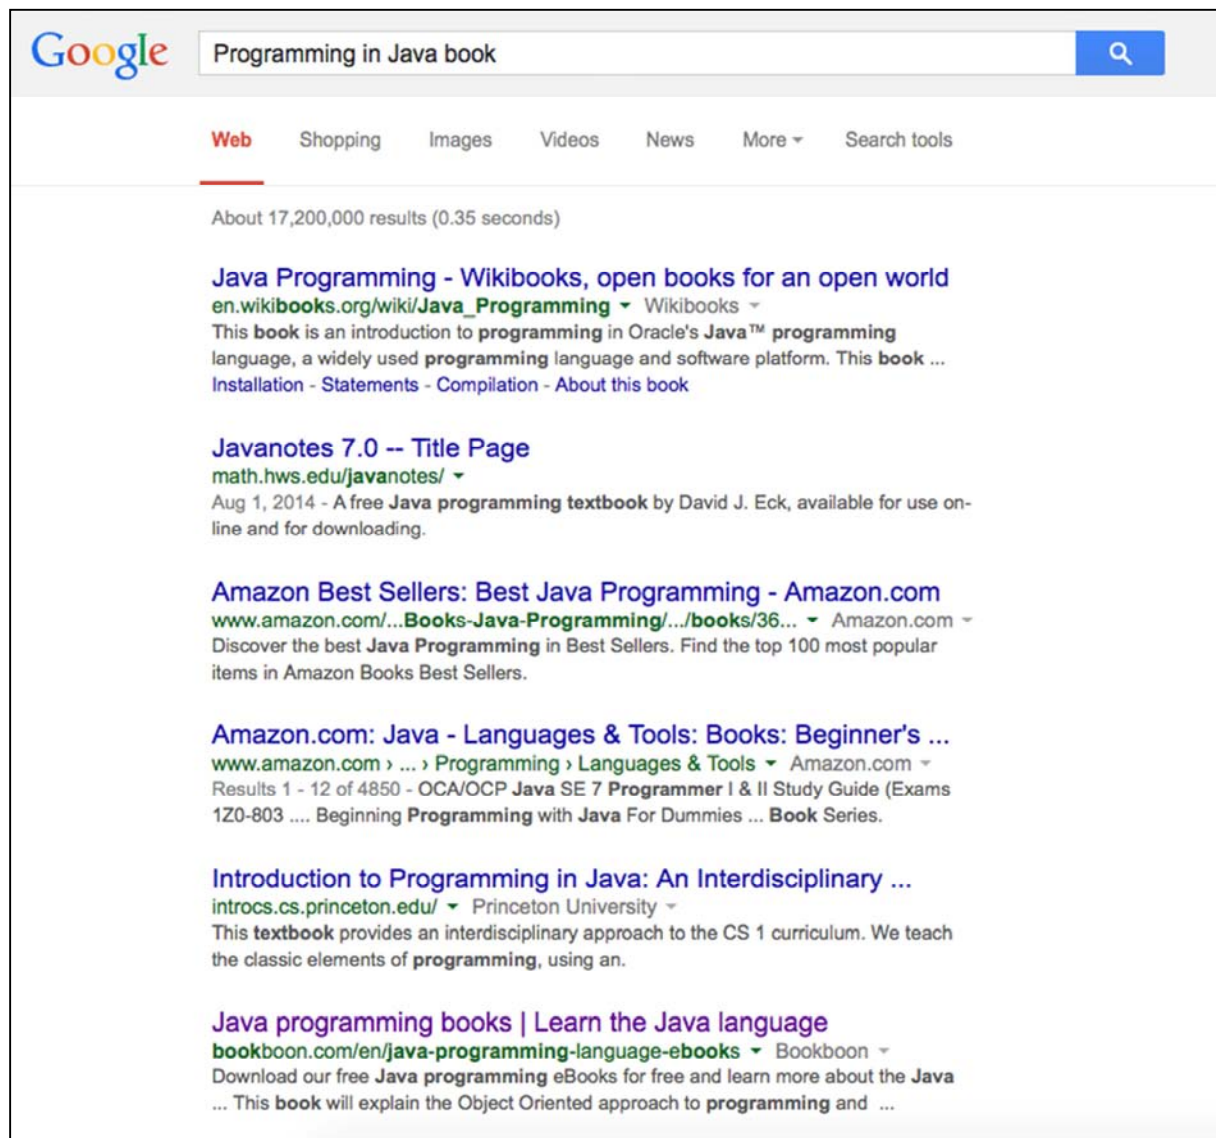 Google Programming in Java book
Web Shopping Images Videos News More Search tools
About 17,200,000 results (0.35 seconds)
Java Programming - Wikibooks, open books for an open world
en.wikibooks.org/wiki/Java_Programming Wikibooks
This book is an introduction to programming in Oracle's Java™ programming
language, a widely used programming language and software platform. This book ...
Installation - Statements - Compilation - About this book
Javanotes 7.0 -- Title Page
math.hws.edu/javanotes/
Aug 1, 2014 - A free Java programming textbook by David J. Eck, available for use on-
line and for downloading.
Amazon Best Sellers: Best Java Programming - Amazon.com
www.amazon.com/...Books-Java-Programming/.../books/36... Amazon.com
Discover the best Java Programming in Best Sellers. Find the top 100 most popular
items in Amazon Books Best Sellers.
Amazon.com: Java - Languages & Tools: Books: Beginner's ...
www.amazon.com › ... › Programming › Languages & Tools Amazon.com
Results 1 - 12 of 4850 - OCA/OCP Java SE 7 Programmer I & II Study Guide (Exams
1Z0-803 .... Beginning Programming with Java For Dummies ... Book Series.
Introduction to Programming in Java: An Interdisciplinary ...
introcs.cs.princeton.edu/ Princeton University
This textbook provides an interdisciplinary approach to the CS 1 curriculum. We teach
the classic elements of programming, using an.
Java programming books | Learn the Java language
bookboon.com/en/java-programming-language-ebooks Bookboon
Download our free Java programming eBooks for free and learn more about the Java
... This book will explain the Object Oriented approach to programming and ...